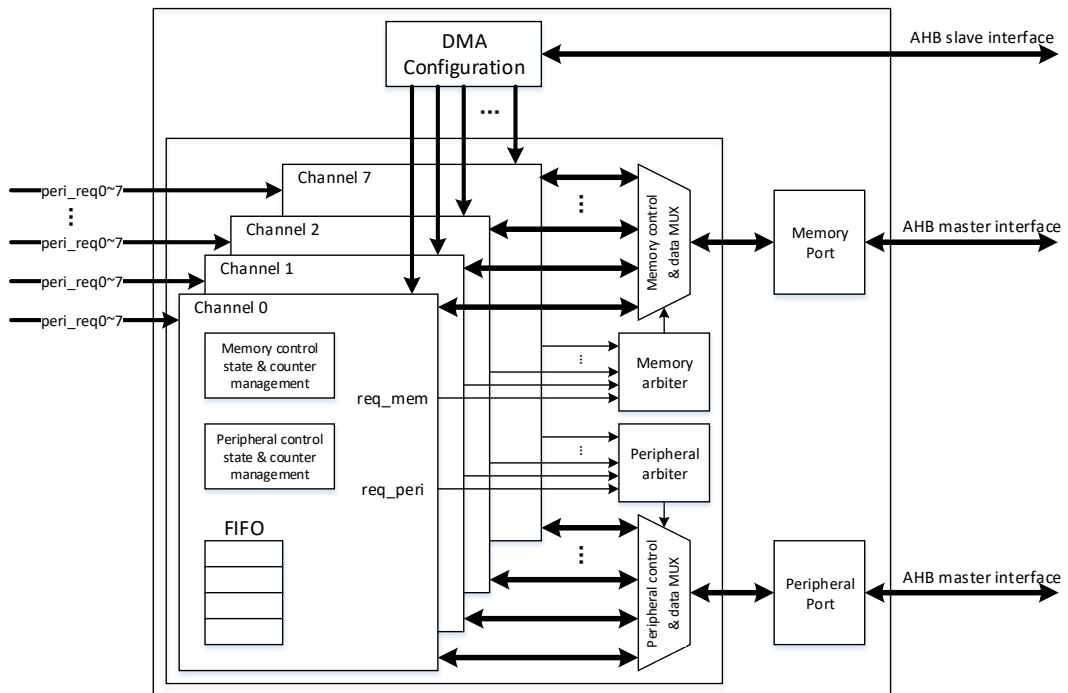 DMA
Configuration
AHB slave interface
...
Channel 7
peri_req0~7
...
Channel 2
peri_req0~7
Channel 1
peri_req0~7
Channel 0
peri_req0~7
...
Memory control
& data MUX
Memory
Port
AHB master interface
Memory control
state & counter
management
req_mem
...
Memory
arbiter
Peripheral control
state & counter
management
req_peri
...
Peripheral
arbiter
FIFO
...
Peripheral control
& data MUX
Peripheral
Port
AHB master interface